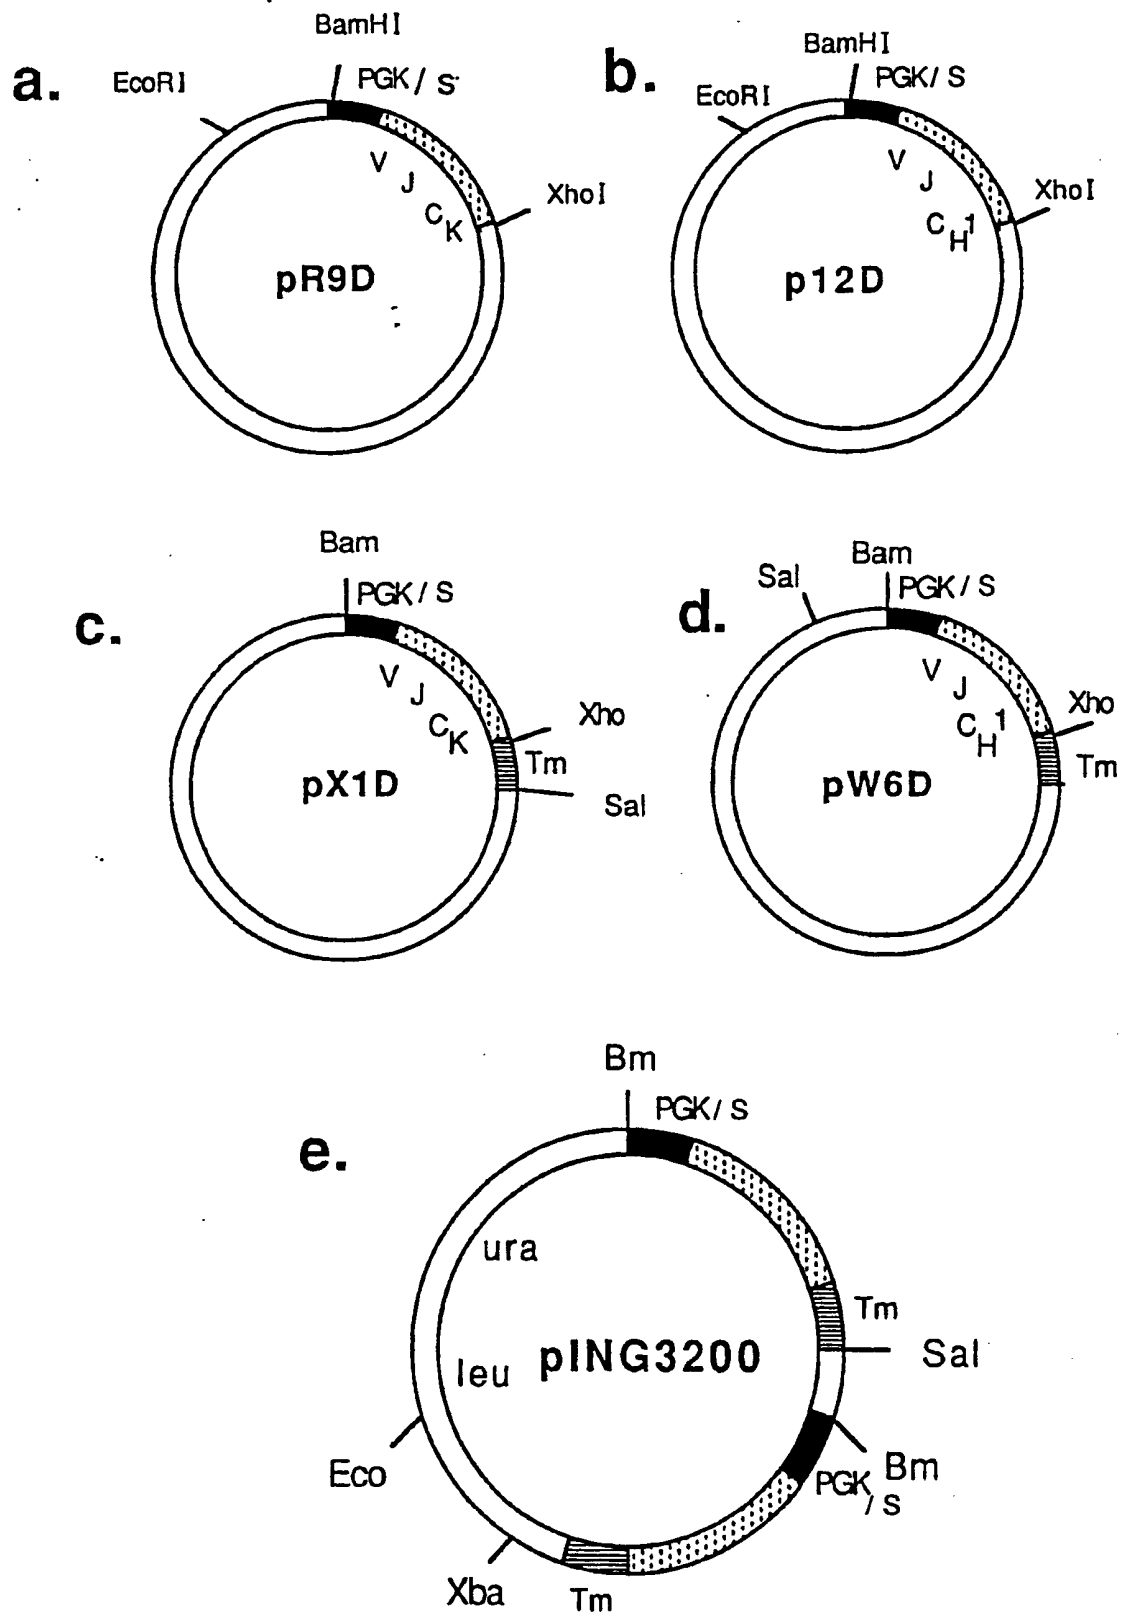 a.
BamHI
EcoRI
PGK / S
V
J
CK
XhoI
pR9D
b.
BamHI
EcoRI
PGK / S
V
J
CH1
XhoI
p12D
c.
Bam
PGK / S
V
J
CK
Xho
Tm
Sal
pX1D
d.
Sal
Bam
PGK / S
V
J
CH1
Xho
Tm
pW6D
e.
Bm
PGK / S
ura
leu
pING3200
Tm
Sal
Bm
PGK
/ S
Eco
Xba
Tm